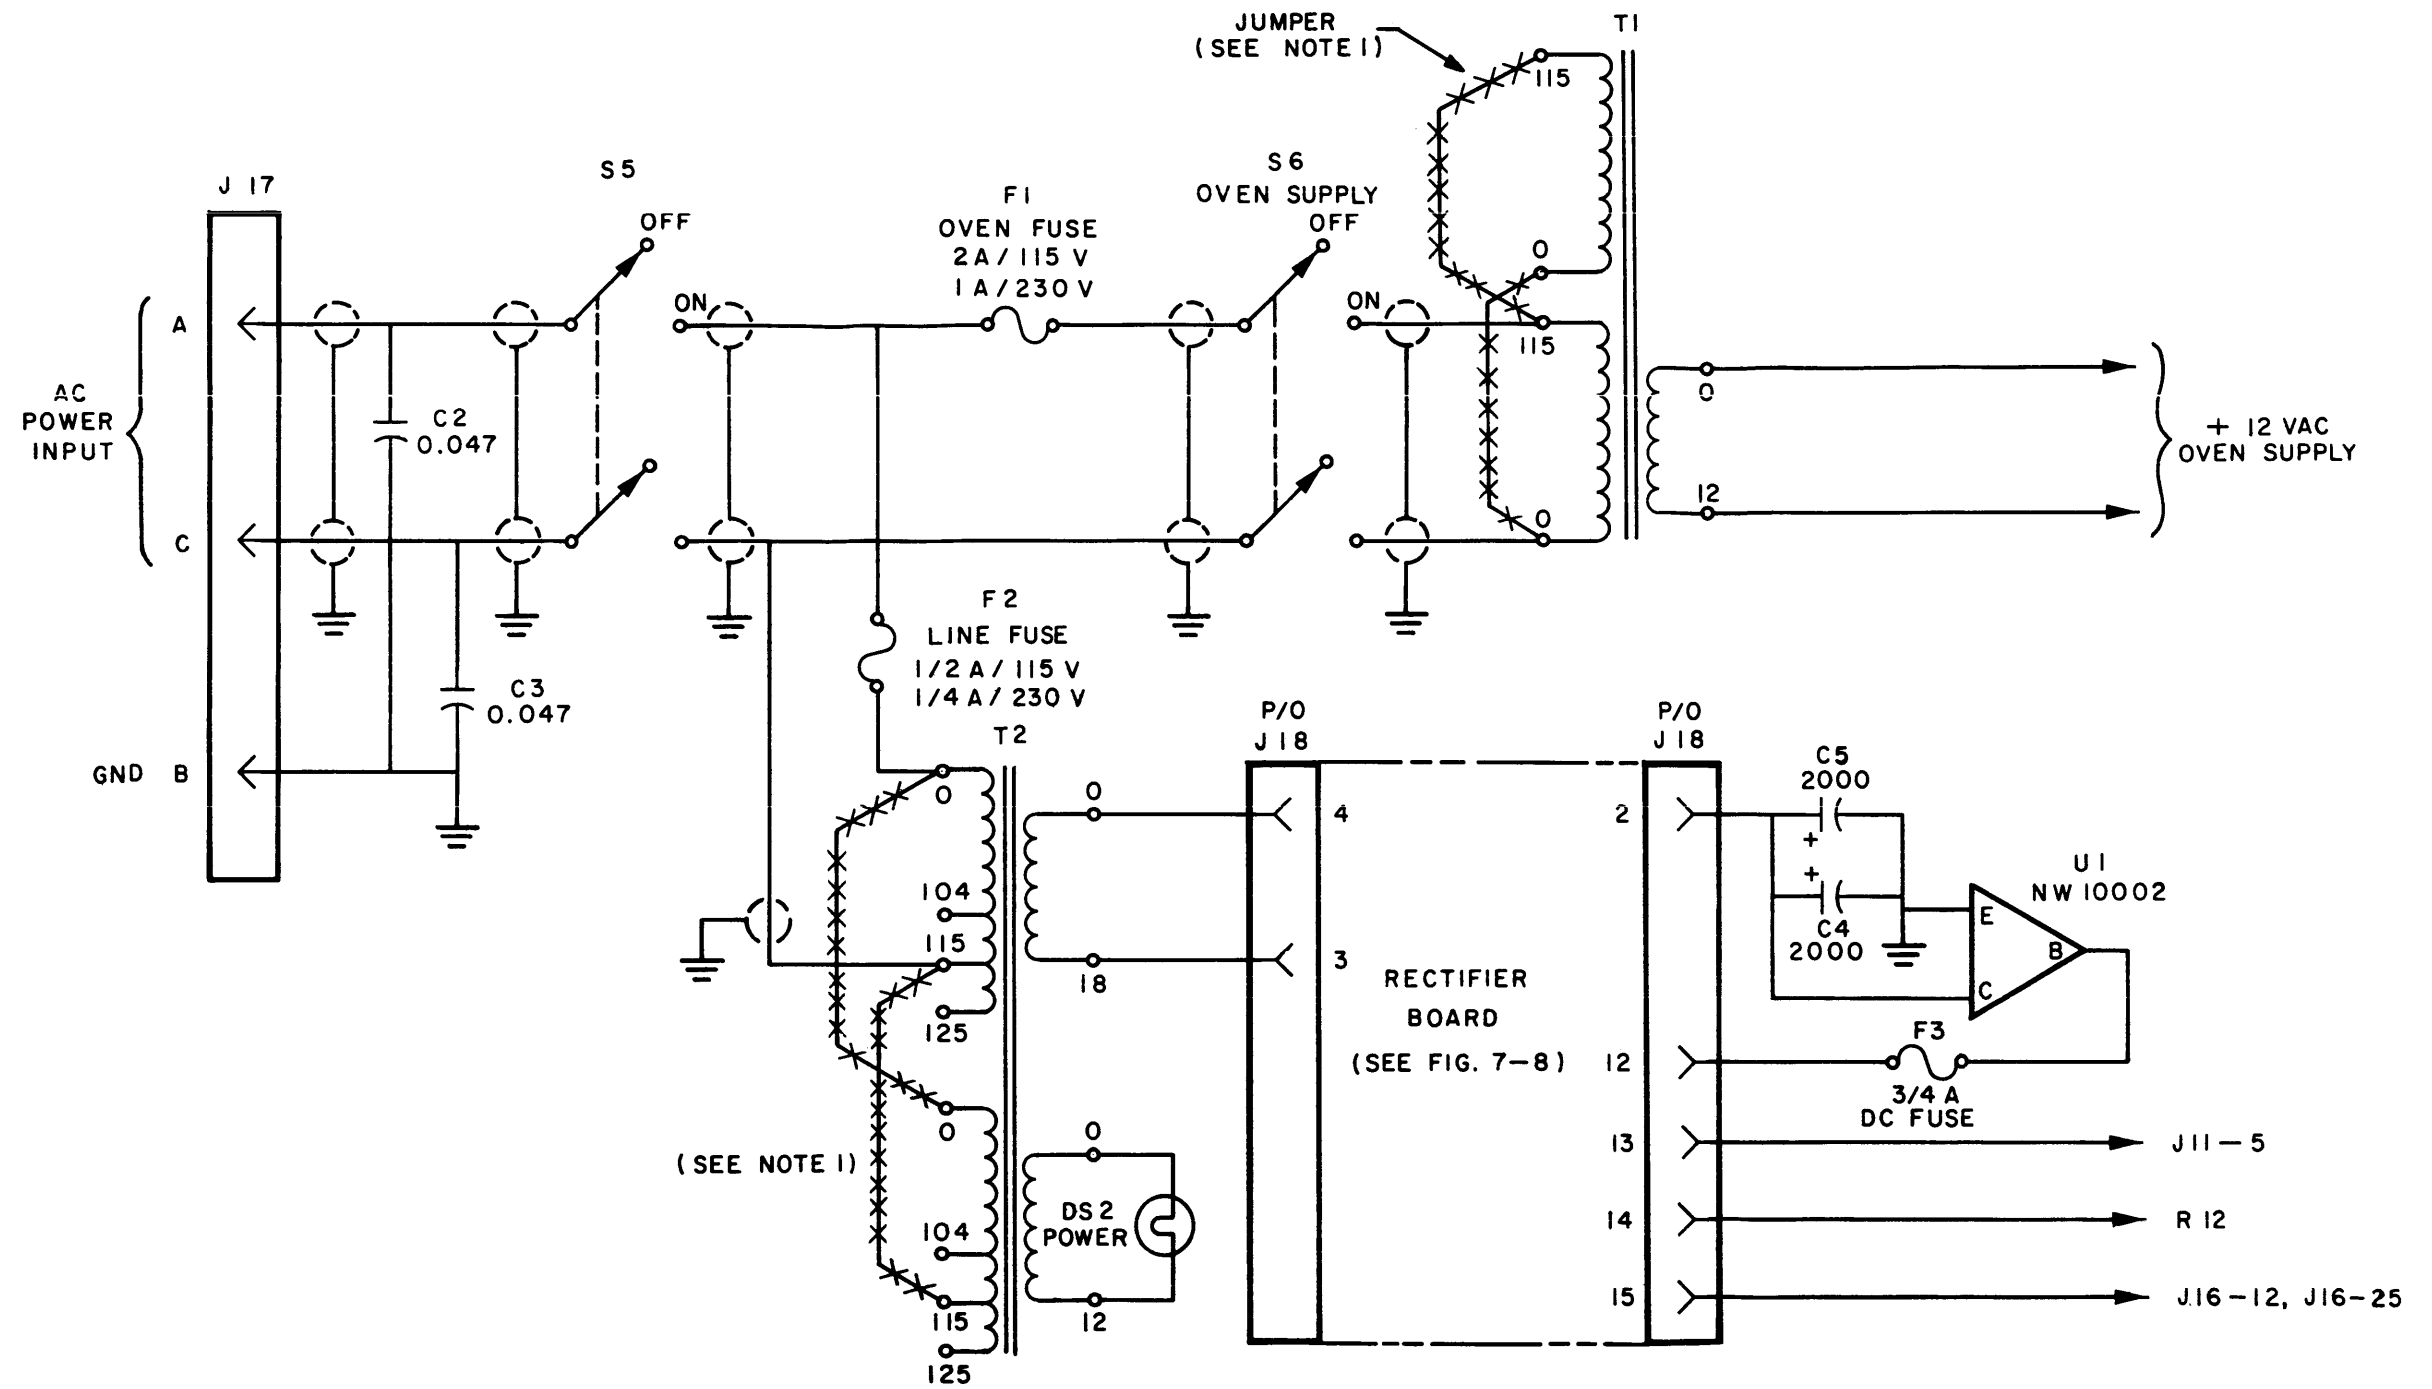 JUMPER
(SEE NOTE 1)
T1
115
0
115
0
J 17
S5
OFF
ON
F1
OVEN FUSE
2A/115 V
1A/230 V
S6
OVEN SUPPLY
OFF
ON
A
AC
POWER
INPUT
C
C2
0.047
0
12
+ 12 VAC
OVEN SUPPLY
F2
LINE FUSE
1/2 A/115 V
1/4 A/230 V
C3
0.047
GND B
T2
0
104
115
125
0
104
115
125
(SEE NOTE 1)
0
18
0
DS2
POWER
12
P/O
J18
4
3
RECTIFIER
BOARD
(SEE FIG. 7-8)
P/O
J18
2
12
13
14
15
C5
2000
+
+
C4
2000
U1
NW10002
E
B
C
F3
3/4 A
DC FUSE
J11-5
R12
J16-12, J16-25